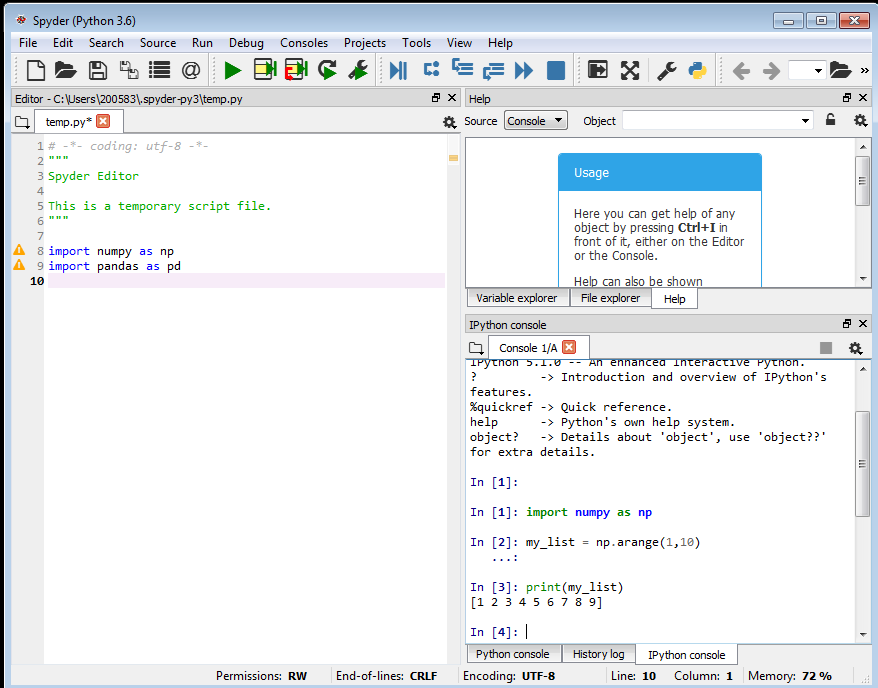 Spyder (Python 3.6)
File Edit Search Source Run Debug Consoles Projects Tools View Help
Editor - C:\Users\200583\.spyder-py3\temp.py
temp.py*
1 # -*- coding: utf-8 -*-
2 """
3 Spyder Editor
4
5 This is a temporary script file.
6 """
7
8 import numpy as np
9 import pandas as pd
10
Help
Source Console Object
Usage
Here you can get help of any
object by pressing Ctrl+I in
front of it, either on the Editor
or the Console.
Help can also be shown
Variable explorer File explorer Help
IPython console
Console 1/A
IPython 5.1.0 -- An enhanced Interactive Python.
? -> Introduction and overview of IPython's
features.
%quickref -> Quick reference.
help -> Python's own help system.
object? -> Details about 'object', use 'object??'
for extra details.
In [1]:
In [1]: import numpy as np
In [2]: my_list = np.arange(1,10)
...:
In [3]: print(my_list)
[1 2 3 4 5 6 7 8 9]
In [4]:
Python console History log IPython console
Permissions: RW End-of-lines: CRLF Encoding: UTF-8 Line: 10 Column: 1 Memory: 72 %